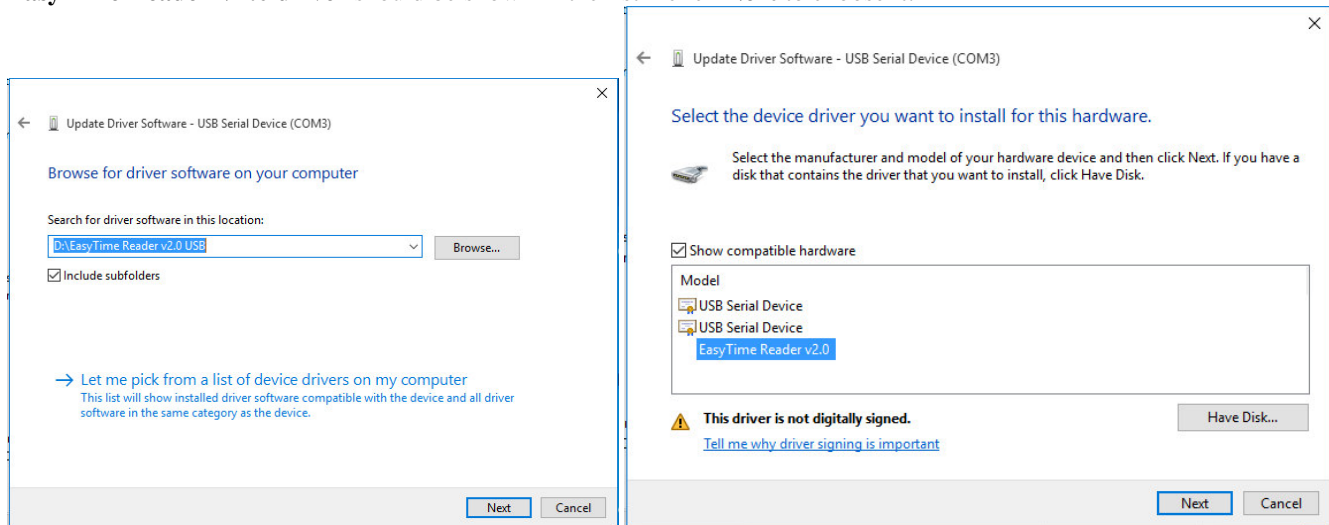 Update Driver Software - USB Serial Device (COM3)
Browse for driver software on your computer
Search for driver software in this location:
D:\EasyTime Reader v2.0 USB
Browse...
Include subfolders
Let me pick from a list of device drivers on my computer
This list will show installed driver software compatible with the device and all driver
software in the same category as the device.
Next
Cancel
Update Driver Software - USB Serial Device (COM3)
Select the device driver you want to install for this hardware.
Select the manufacturer and model of your hardware device and then click Next. If you have a
disk that contains the driver that you want to install, click Have Disk.
Show compatible hardware
Model
USB Serial Device
USB Serial Device
EasyTime Reader v2.0
This driver is not digitally signed.
Have Disk...
Tell me why driver signing is important
Next
Cancel